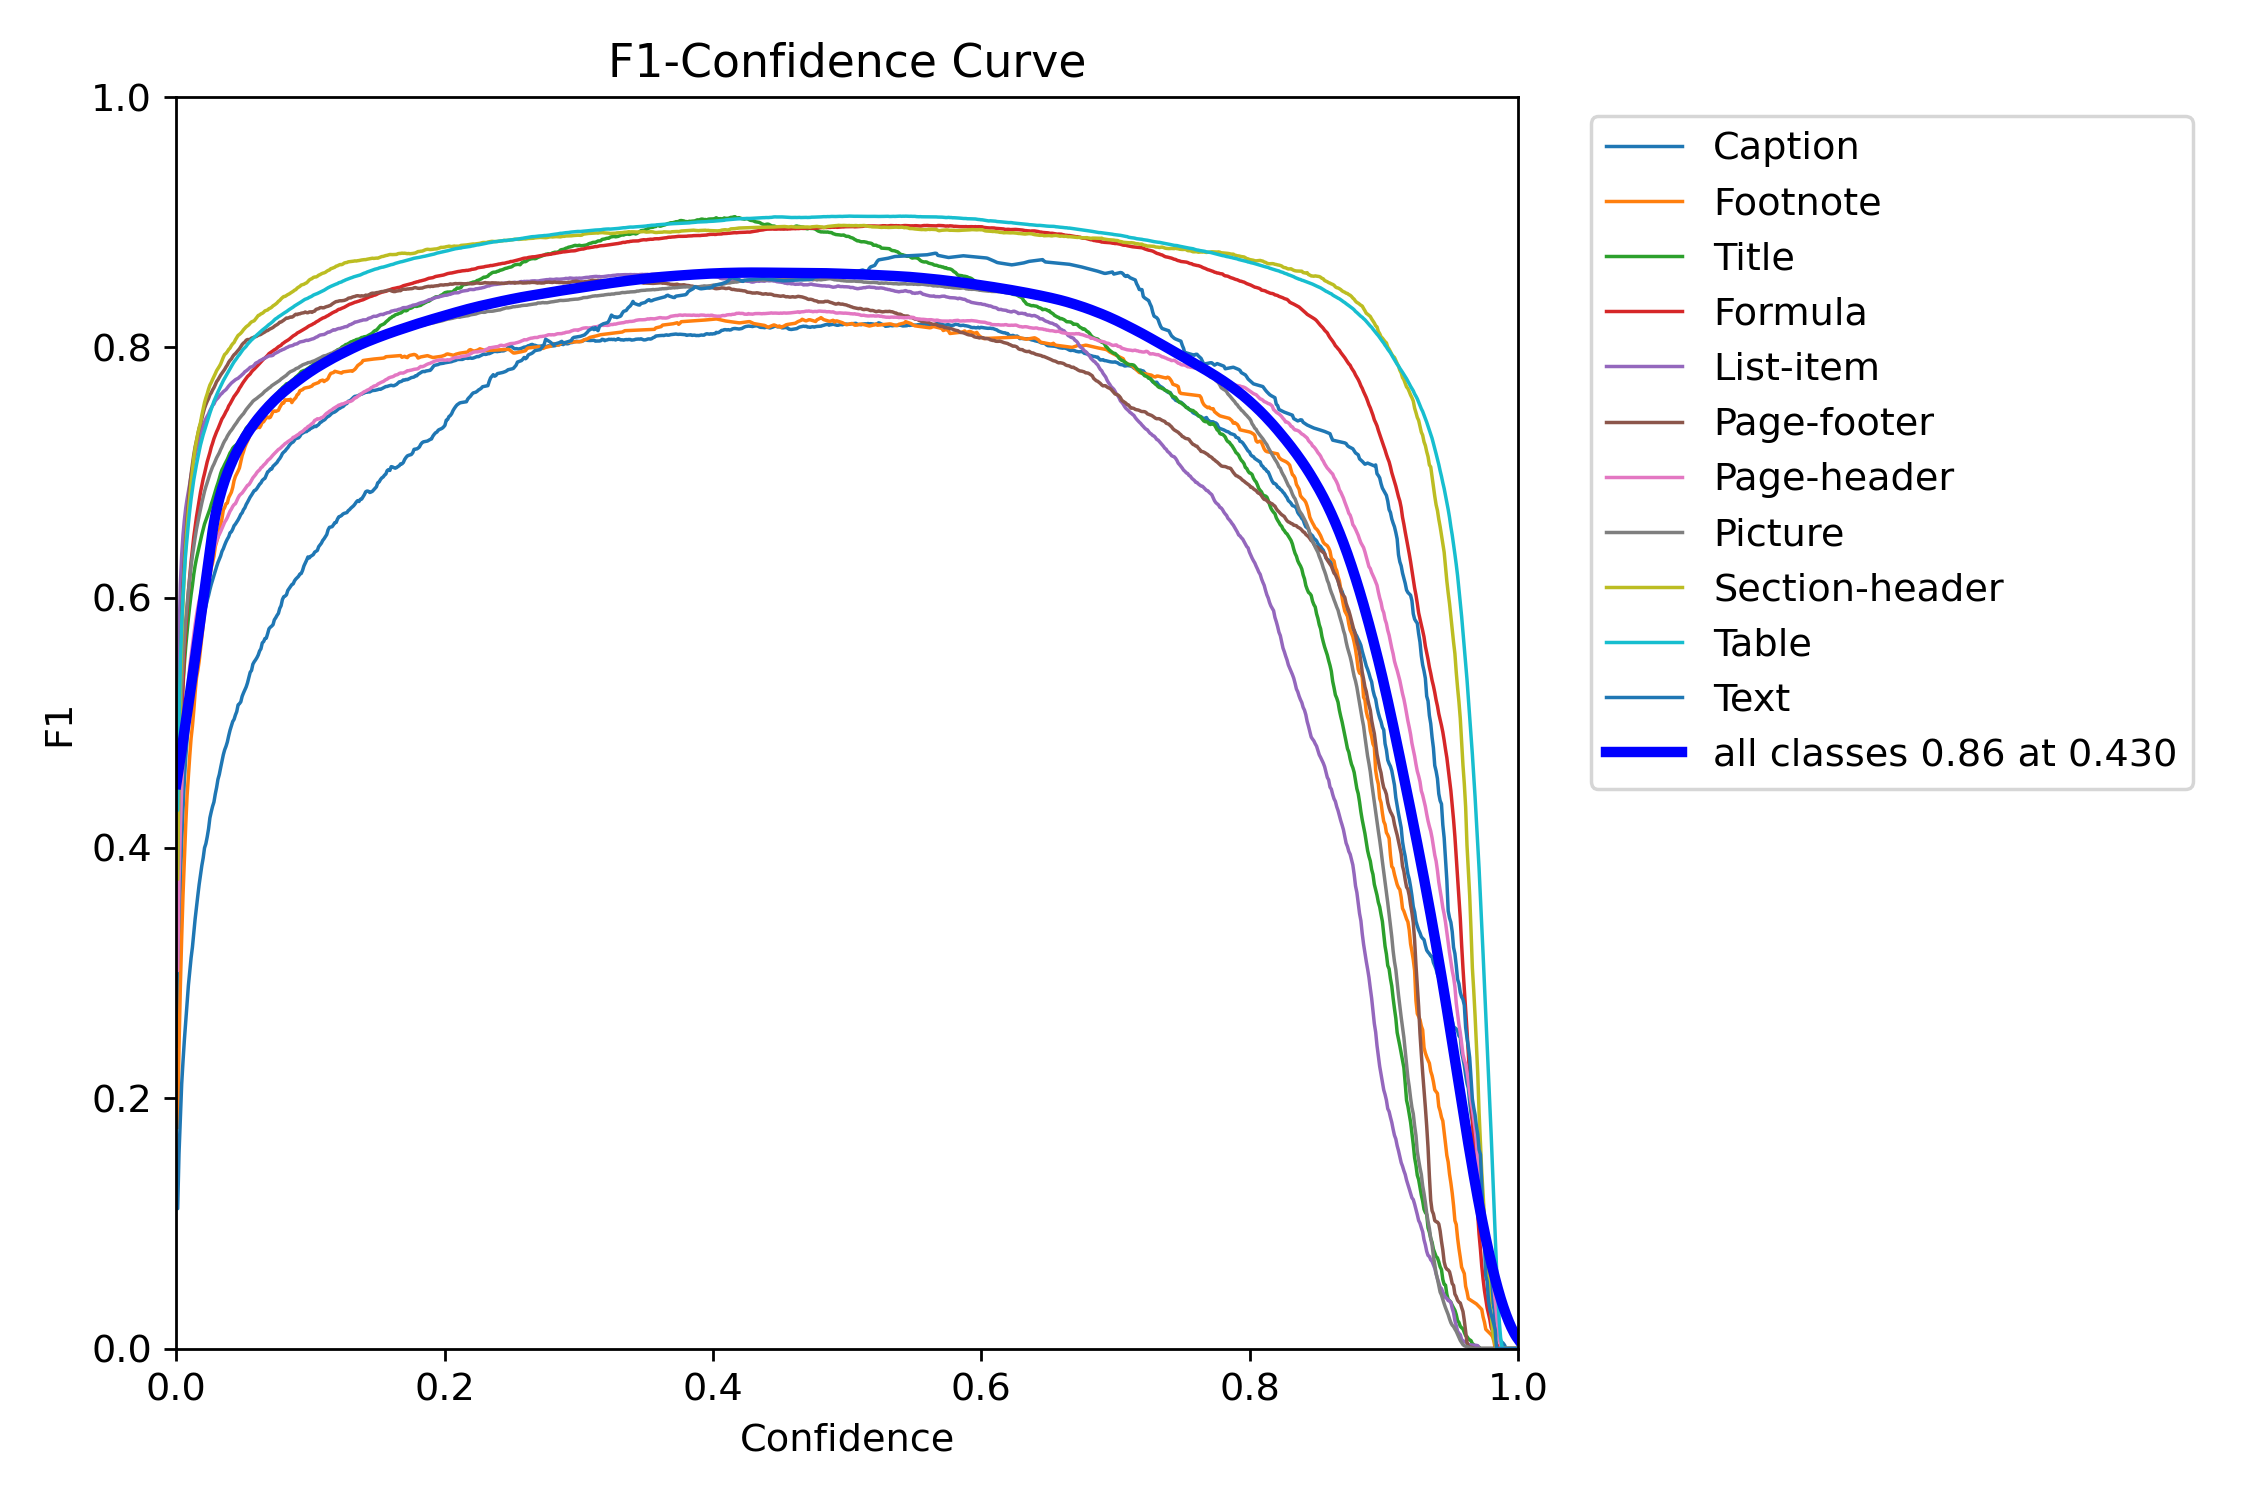 F1-Confidence Curve
1.0
0.8
0.6
0.4
0.2
0.0
F1
0.0 0.2 0.4 0.6 0.8 1.0
Confidence
Caption
Footnote
Title
Formula
List-item
Page-footer
Page-header
Picture
Section-header
Table
Text
all classes 0.86 at 0.430